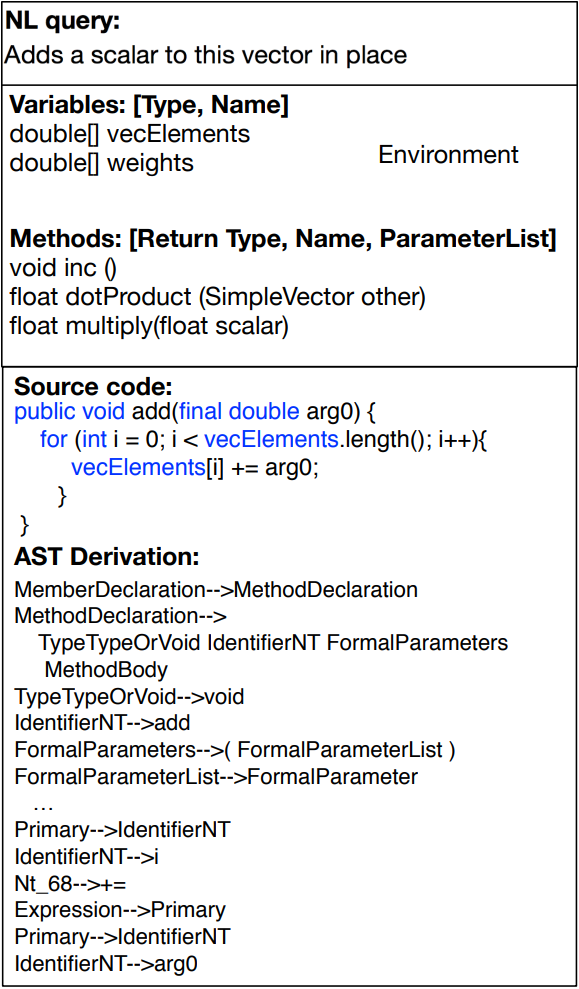 NL query:
Adds a scalar to this vector in place
Variables: [Type, Name]
double[] vecElements
double[] weights
Environment
Methods: [Return Type, Name, ParameterList]
void inc ()
float dotProduct (SimpleVector other)
float multiply(float scalar)
Source code:
public void add(final double arg0) {
for (int i = 0; i < vecElements.length(); i++){
vecElements[i] += arg0;
}
}
AST Derivation:
MemberDeclaration-->MethodDeclaration
MethodDeclaration-->
TypeTypeOrVoid IdentifierNT FormalParameters
MethodBody
TypeTypeOrVoid-->void
IdentifierNT-->add
FormalParameters-->( FormalParameterList )
FormalParameterList-->FormalParameter
…
Primary-->IdentifierNT
IdentifierNT-->i
Nt_68-->+=
Expression-->Primary
Primary-->IdentifierNT
IdentifierNT-->arg0